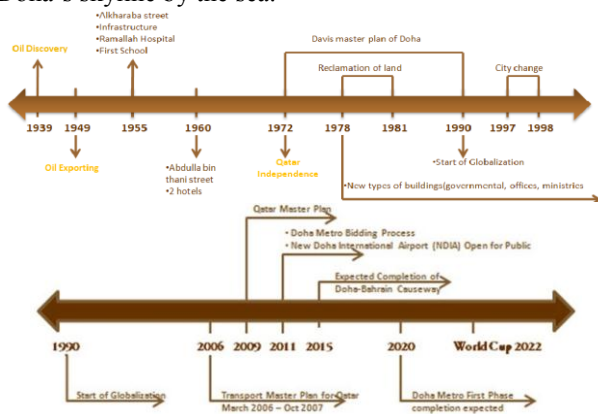 Doha's skyline by the sea.
•Alkharaba street
•Infrastructure
•Ramallah Hospital
•First School
Oil Discovery
Davis master plan of Doha
Reclamation of land
City change
1939
1949
1955
1960
1972
1978
1981
1990
1997
1998
Oil Exporting
•Abdulla bin
thani street
•2 hotels
Qatar
Independence
•Start of Globalization
•New types of buildings(governmental, offices, ministries
Qatar Master Plan
• Doha Metro Bidding Process
• New Doha International Airport (NDIA) Open for Public
Expected Completion of
Doha-Bahrain Causeway
1990
2006
2009
2011
2015
2020
World Cup 2022
Start of Globalization
Transport Master Plan for Qatar
March 2006 – Oct 2007
Doha Metro First Phase
completion expected